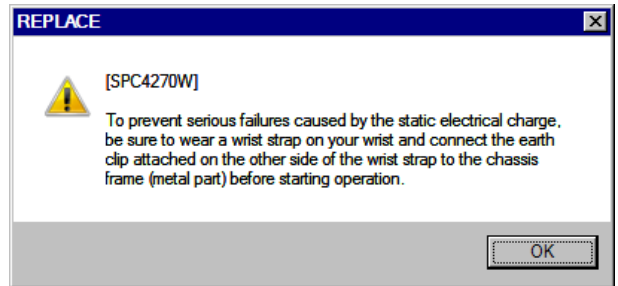 REPLACE
[SPC4270W]
To prevent serious failures caused by the static electrical charge,
be sure to wear a wrist strap on your wrist and connect the earth
clip attached on the other side of the wrist strap to the chassis
frame (metal part) before starting operation.
OK